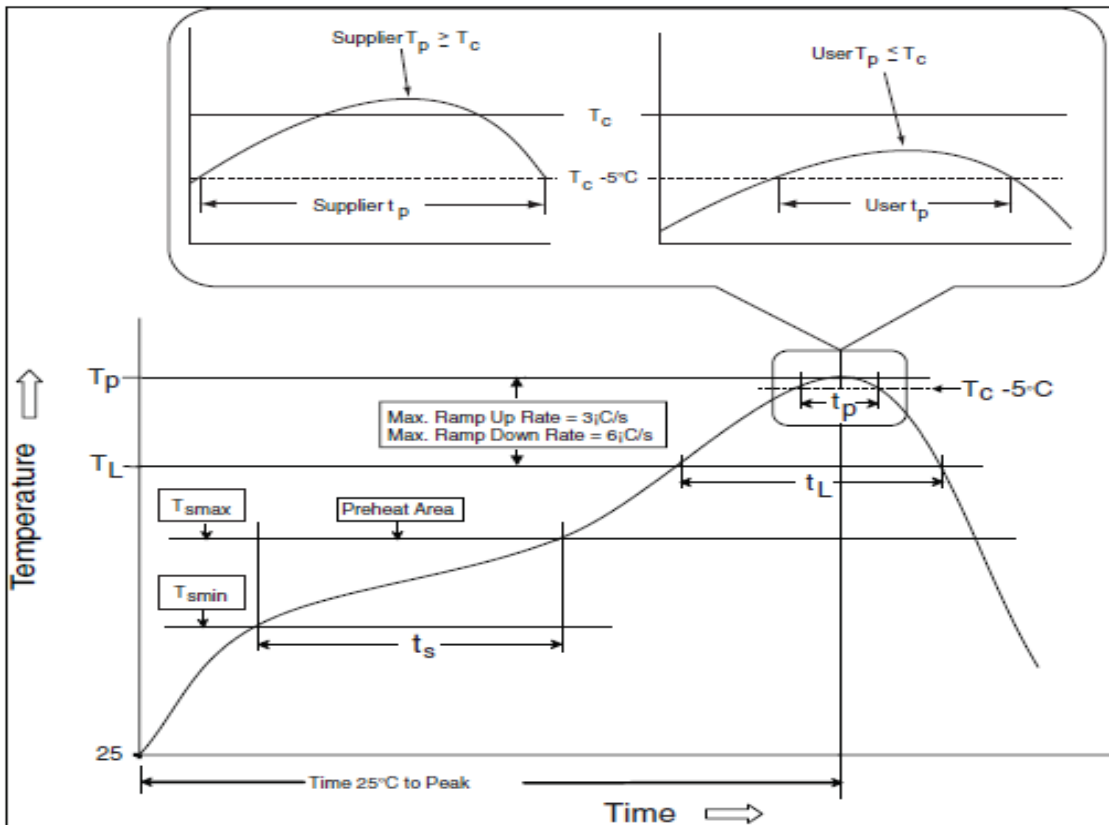 Supplier Tp ≥ Tc
User Tp ≤ Tc
Tc
Tc -5°C
Supplier tp
User tp
Tp
Tc -5°C
tp
Max. Ramp Up Rate = 3¡C/s
Max. Ramp Down Rate = 6¡C/s
TL
tL
Tsmax
Preheat Area
Tsmin
ts
Temperature
25
Time 25°C to Peak
Time